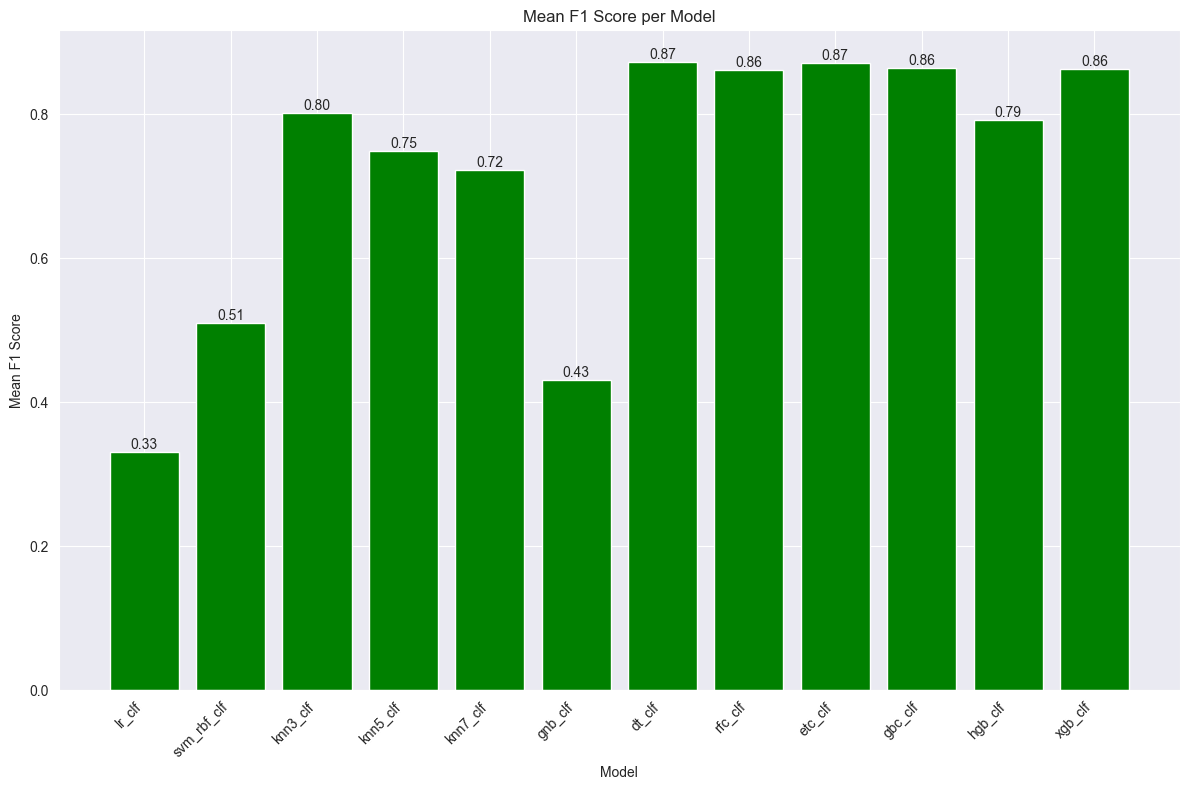 Mean F1 Score per Model
Mean F1 Score
0.8
0.6
0.4
0.2
0.0
0.33
0.51
0.80
0.75
0.72
0.43
0.87
0.86
0.87
0.86
0.79
0.86
lr_clf
svm_rbf_clf
knn3_clf
knn5_clf
knn7_clf
gnb_clf
dt_clf
rfc_clf
etc_clf
gbc_clf
hgb_clf
xgb_clf
Model